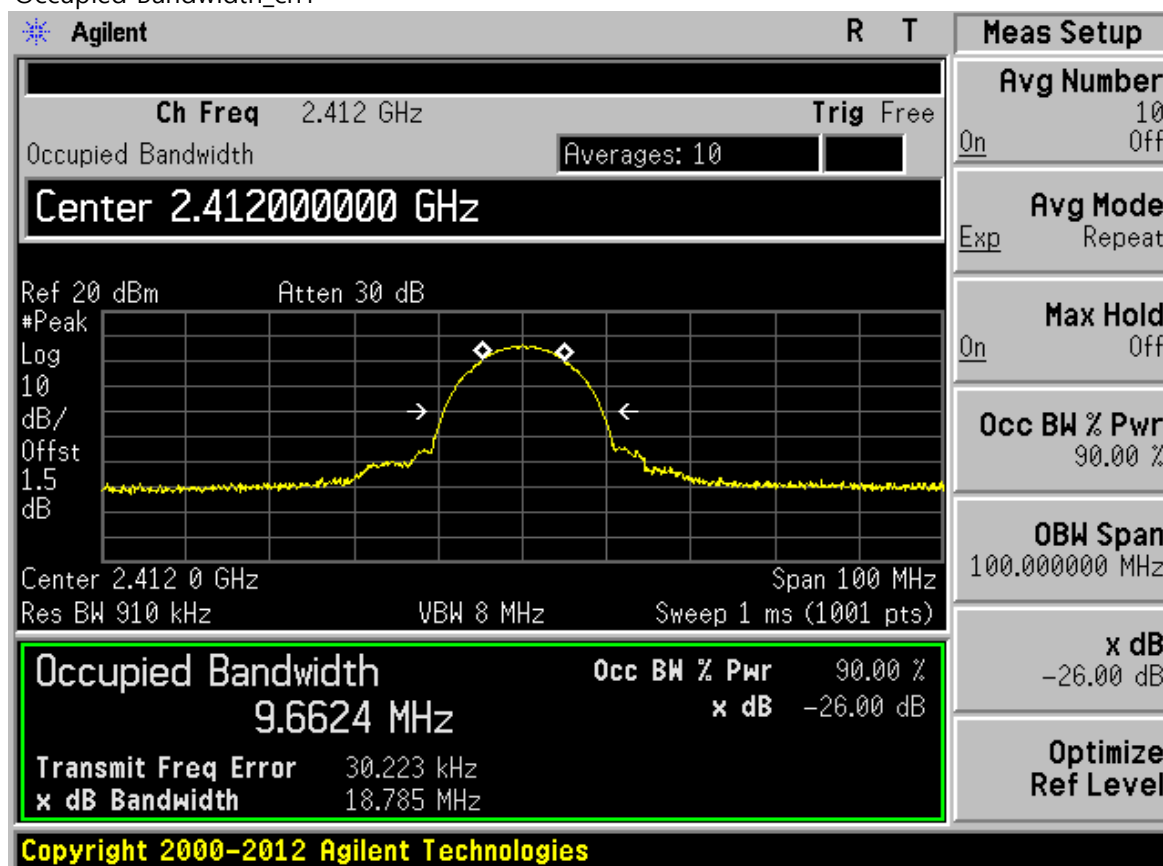 Agilent R T
Ch Freq 2.412 GHz Trig Free
Occupied Bandwidth Averages: 10
Center 2.412000000 GHz
Ref 20 dBm Atten 30 dB
#Peak
Log
10
dB/
Offst
1.5
dB
Center 2.412 0 GHz Span 100 MHz
Res BW 910 kHz VBW 8 MHz Sweep 1 ms (1001 pts)
Occupied Bandwidth Occ BW % Pwr 90.00 %
9.6624 MHz x dB -26.00 dB
Transmit Freq Error 30.223 kHz
x dB Bandwidth 18.785 MHz
Copyright 2000-2012 Agilent Technologies
Meas Setup
Avg Number
10
On Off
Avg Mode
Exp Repeat
Max Hold
On Off
Occ BW % Pwr
90.00 %
OBW Span
100.000000 MHz
x dB
-26.00 dB
Optimize
Ref Level